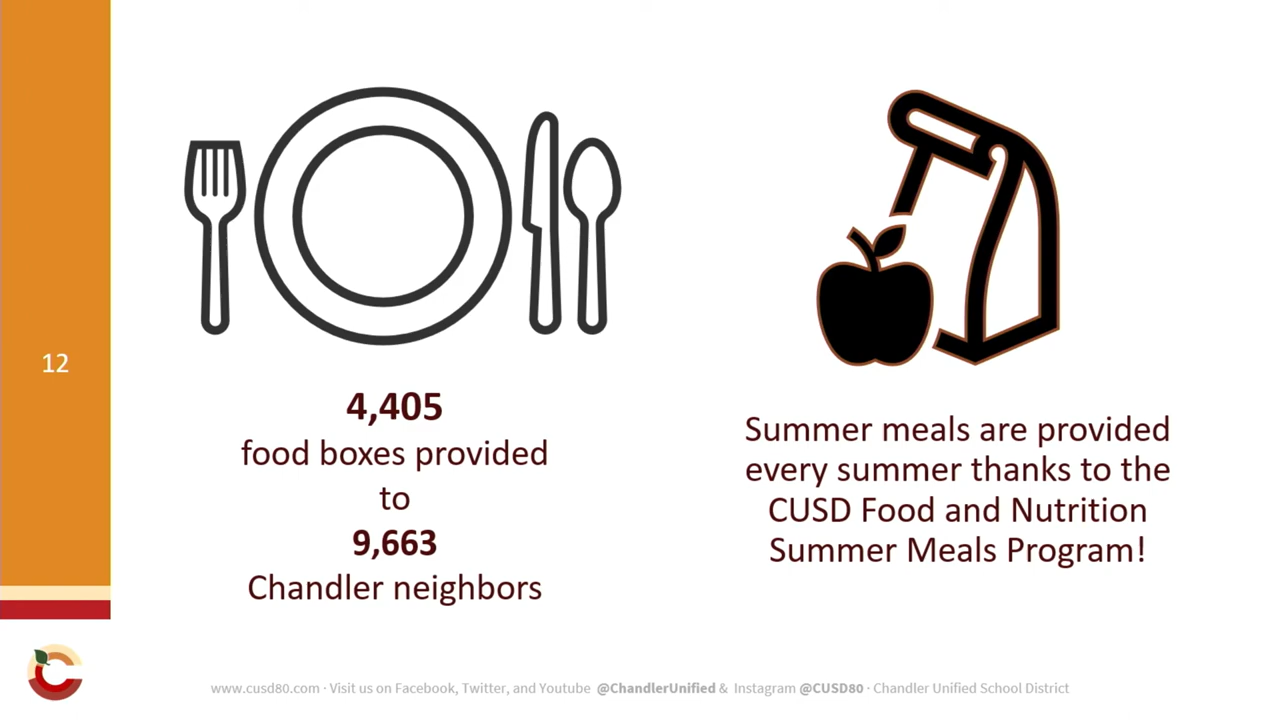 12
4,405
food boxes provided
to
9,663
Chandler neighbors
Summer meals are provided
every summer thanks to the
CUSD Food and Nutrition
Summer Meals Program!
www.cusd80.com · Visit us on Facebook, Twitter, and Youtube @ChandlerUnified & Instagram @CUSD80 · Chandler Unified School District